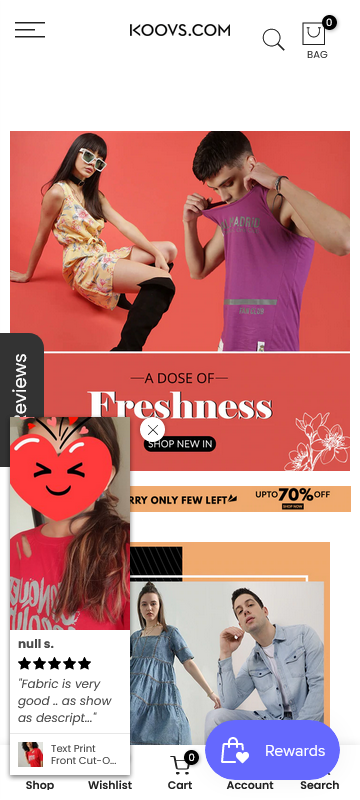 KOOVS.COM
0
BAG
A DOSE OF
Freshness
SHOP NEW IN
Reviews
RRY ONLY FEW LEFT
UPTO 70% OFF
SHOP NOW
null s.
"Fabric is very
good .. as show
as descript..."
Text Print
Front Cut-O...
Rewards
0
Shop
Wishlist
Cart
Account
Search